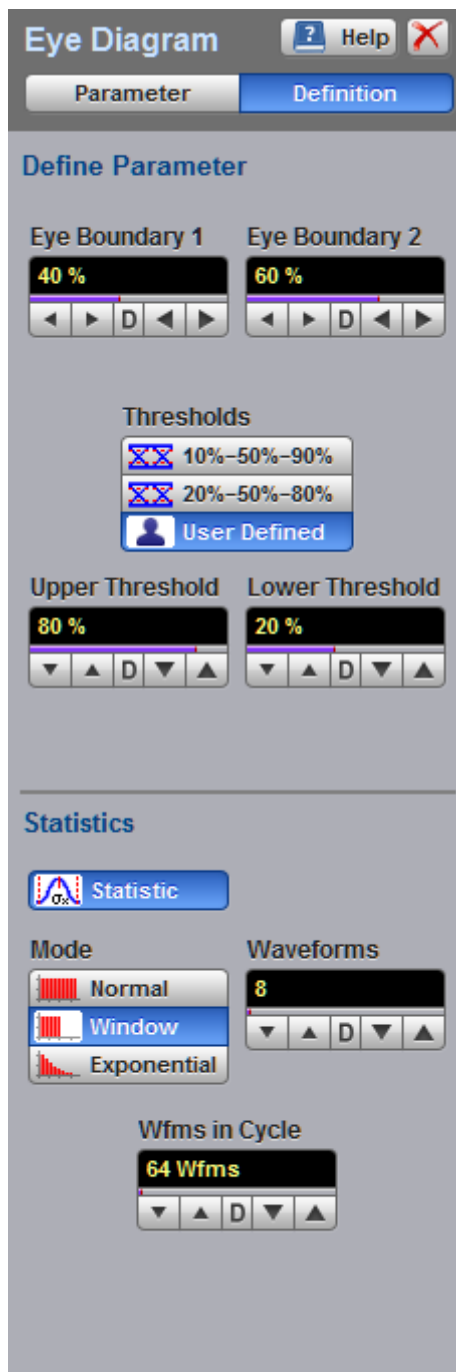 Eye Diagram ? Help
Parameter Definition
Define Parameter
Eye Boundary 1 Eye Boundary 2
40 % 60 %
D D
Thresholds
10%-50%-90%
20%-50%-80%
User Defined
Upper Threshold Lower Threshold
80 % 20 %
D D
Statistics
σx Statistic
Mode Waveforms
Normal 8
Window D
Exponential
Wfms in Cycle
64 Wfms
D